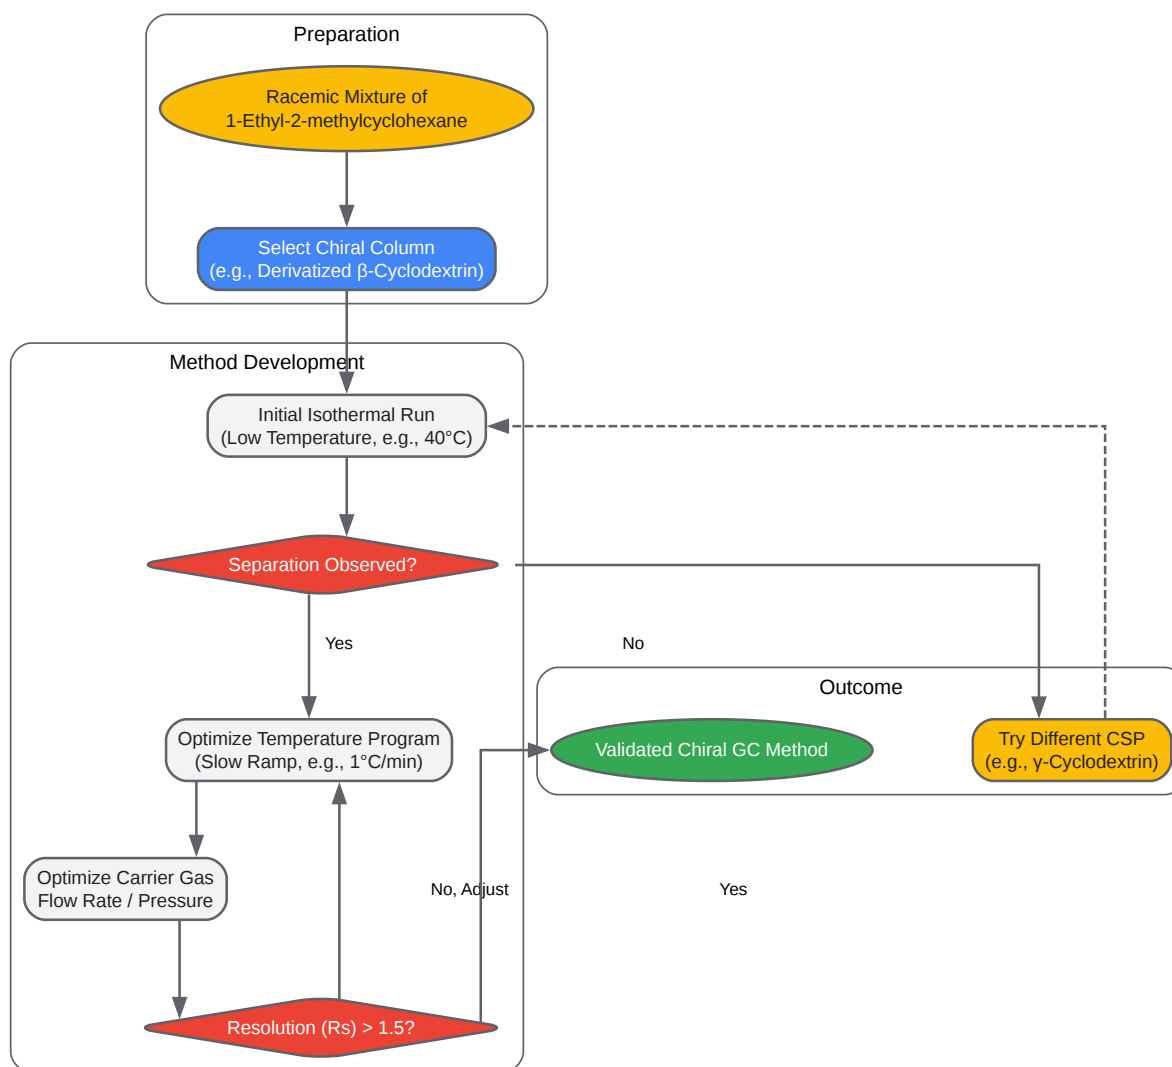 Preparation
Racemic Mixture of
1-Ethyl-2-methylcyclohexane
Select Chiral Column
(e.g., Derivatized β-Cyclodextrin)
Method Development
Initial Isothermal Run
(Low Temperature, e.g., 40°C)
Separation Observed?
Yes
No
Outcome
Optimize Temperature Program
(Slow Ramp, e.g., 1°C/min)
Validated Chiral GC Method
Try Different CSP
(e.g., γ-Cyclodextrin)
Optimize Carrier Gas
Flow Rate / Pressure
No, Adjust
Yes
Resolution (Rs) > 1.5?